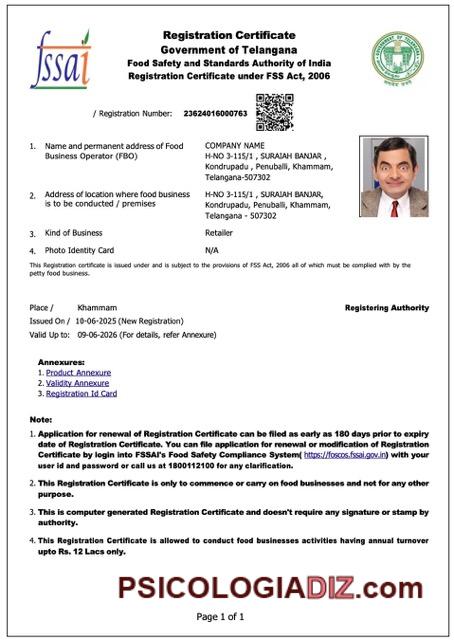 fssai
Registration Certificate
Government of Telangana
Food Safety and Standards Authority of India
Registration Certificate under FSS Act, 2006
/ Registration Number: 23624016000763
1. Name and permanent address of Food Business Operator (FBO)
COMPANY NAME
H-NO 3-115/1 , SURAIAH BANJAR ,
Kondrupadu , Penuballi, Khammam,
Telangana-507302
2. Address of location where food business is to be conducted / premises
H-NO 3-115/1 , SURAIAH BANJAR,
Kondrupadu, Penuballi, Khammam,
Telangana - 507302
3. Kind of Business Retailer
4. Photo Identity Card N/A
This Registration certificate is issued under and is subject to the provisions of FSS Act, 2006 all of which must be complied with by the
petty food business.
Place / Khammam Registering Authority
Issued On / 10-06-2025 (New Registration)
Valid Up to: 09-06-2026 (For details, refer Annexure)
Annexures:
1. Product Annexure
2. Validity Annexure
3. Registration Id Card
Note:
1. Application for renewal of Registration Certificate can be filed as early as 180 days prior to expiry
date of Registration Certificate. You can file application for renewal or modification of Registration
Certificate by login into FSSAI's Food Safety Compliance System( https://foscos.fssai.gov.in) with your
user id and password or call us at 1800112100 for any clarification.
2. This Registration Certificate is only to commence or carry on food businesses and not for any other
purpose.
3. This is computer generated Registration Certificate and doesn't require any signature or stamp by
authority.
4. This Registration Certificate is allowed to conduct food businesses activities having annual turnover
upto Rs. 12 Lacs only.
PSICOLOGIADIZ.com
Page 1 of 1